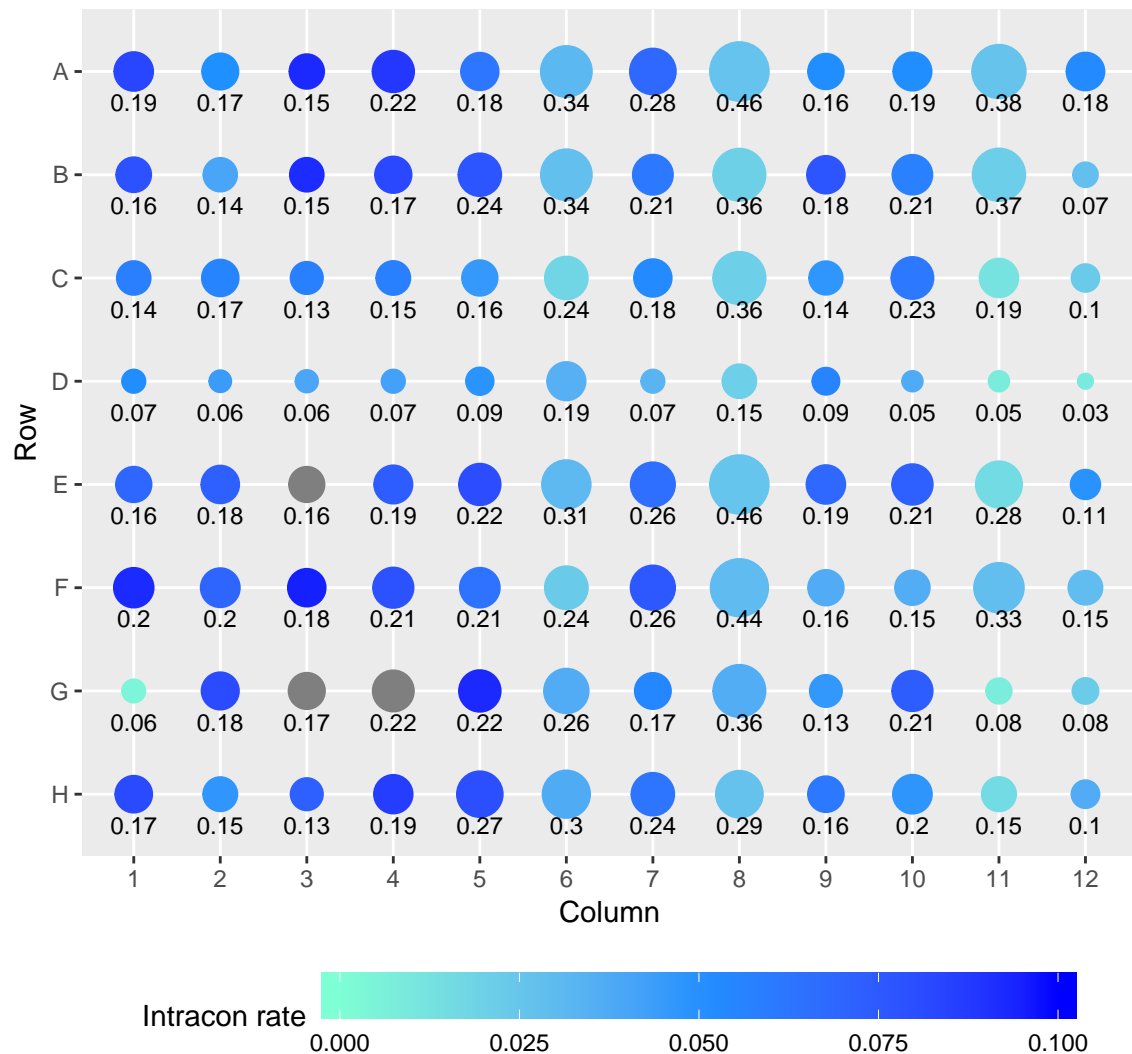 A
0.19 0.17 0.15 0.22 0.18 0.34 0.28 0.46 0.16 0.19 0.38 0.18
B
0.16 0.14 0.15 0.17 0.24 0.34 0.21 0.36 0.18 0.21 0.37 0.07
C
0.14 0.17 0.13 0.15 0.16 0.24 0.18 0.36 0.14 0.23 0.19 0.1
D
0.07 0.06 0.06 0.07 0.09 0.19 0.07 0.15 0.09 0.05 0.05 0.03
Row
E
0.16 0.18 0.16 0.19 0.22 0.31 0.26 0.46 0.19 0.21 0.28 0.11
F
0.2 0.2 0.18 0.21 0.21 0.24 0.26 0.44 0.16 0.15 0.33 0.15
G
0.06 0.18 0.17 0.22 0.22 0.26 0.17 0.36 0.13 0.21 0.08 0.08
H
0.17 0.15 0.13 0.19 0.27 0.3 0.24 0.29 0.16 0.2 0.15 0.1
1 2 3 4 5 6 7 8 9 10 11 12
Column
Intracon rate
0.000 0.025 0.050 0.075 0.100